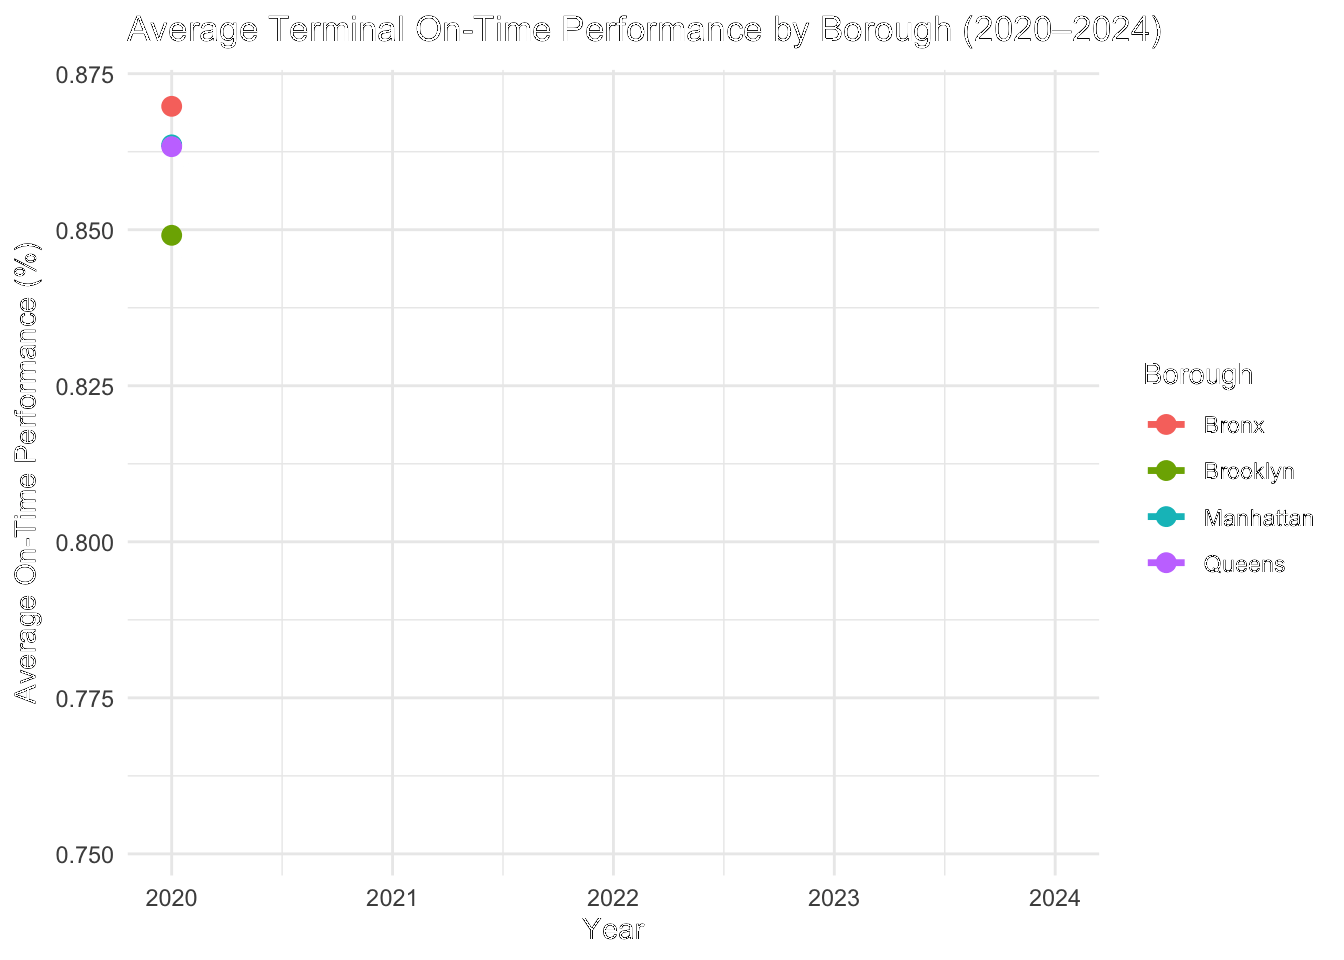 Average Terminal On-Time Performance by Borough (2020–2024)
Average On-Time Performance (%)
0.875
0.850
0.825
0.800
0.775
0.750
2020 2021 2022 2023 2024
Year
Borough
Bronx
Brooklyn
Manhattan
Queens